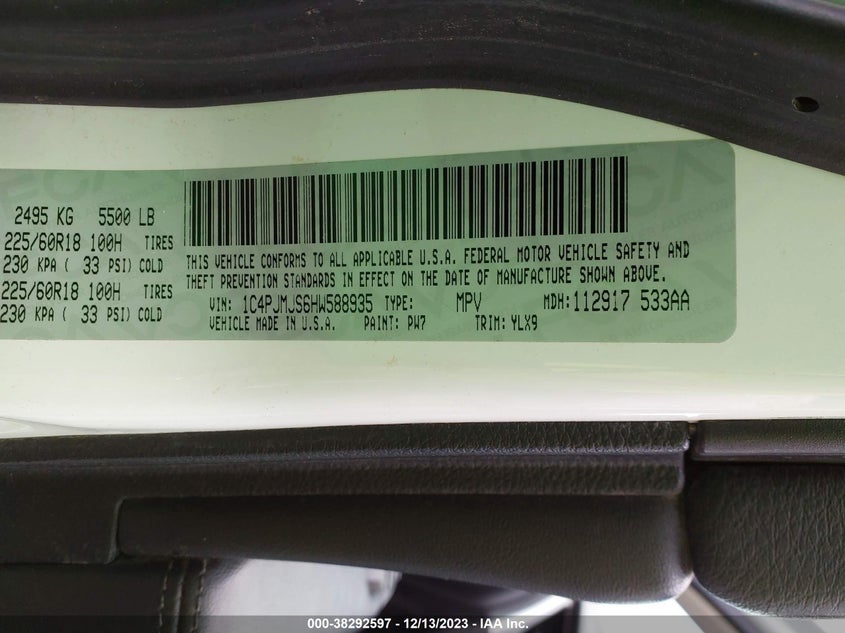 2495 KG 5500 LB
225/60R18 100H TIRES
230 KPA ( 33 PSI) COLD
225/60R18 100H TIRES
230 KPA ( 33 PSI) COLD
THIS VEHICLE CONFORMS TO ALL APPLICABLE U.S.A. FEDERAL MOTOR VEHICLE SAFETY AND
THEFT PREVENTION STANDARDS IN EFFECT ON THE DATE OF MANUFACTURE SHOWN ABOVE.
VIN: 1C4PJMJS6HW588935 TYPE: MPV MDH: 112917 533AA
VEHICLE MADE IN U.S.A. PAINT: PW7 TRIM: YLX9
000-38292597 - 12/13/2023 - IAA Inc.